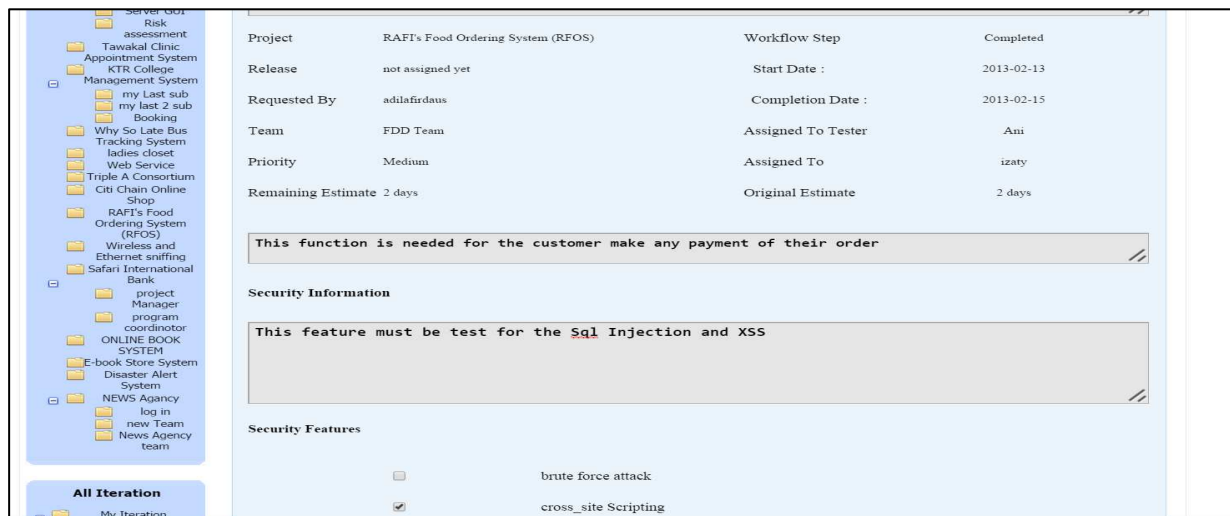 Server GUI
Risk
assessment
Tawakal Clinic
Appointment System
KTR College
Management System
my Last sub
my last 2 sub
Booking
Why So Late Bus
Tracking System
ladies closet
Web Service
Triple A Consortium
Citi Chain Online
Shop
RAFI's Food
Ordering System
(RFOS)
Wireless and
Ethernet sniffing
Safari International
Bank
project
Manager
program
coordinotor
ONLINE BOOK
SYSTEM
E-book Store System
Disaster Alert
System
NEWS Agancy
log in
new Team
News Agency
team
All Iteration
My Iteration
Project RAFI's Food Ordering System (RFOS) Workflow Step Completed
Release not assigned yet Start Date : 2013-02-13
Requested By adilafirdaus Completion Date : 2013-02-15
Team FDD Team Assigned To Tester Ani
Priority Medium Assigned To izaty
Remaining Estimate 2 days Original Estimate 2 days
This function is needed for the customer make any payment of their order
Security Information
This feature must be test for the Sql Injection and XSS
Security Features
brute force attack
cross_site Scripting